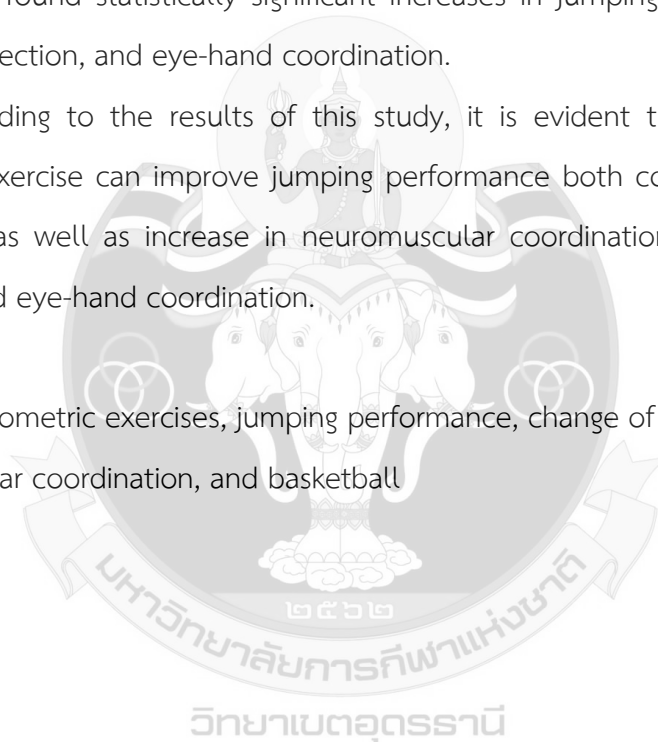 found statistically significant increases in jumping
ection, and eye-hand coordination.
ding to the results of this study, it is evident t
exercise can improve jumping performance both co
as well as increase in neuromuscular coordination
d eye-hand coordination.
ometric exercises, jumping performance, change of
ar coordination, and basketball
๒๕๖๒
มหาวิทยาลัยการกีฬาแห่งชาติ
วิทยาเขตอุดรธานี